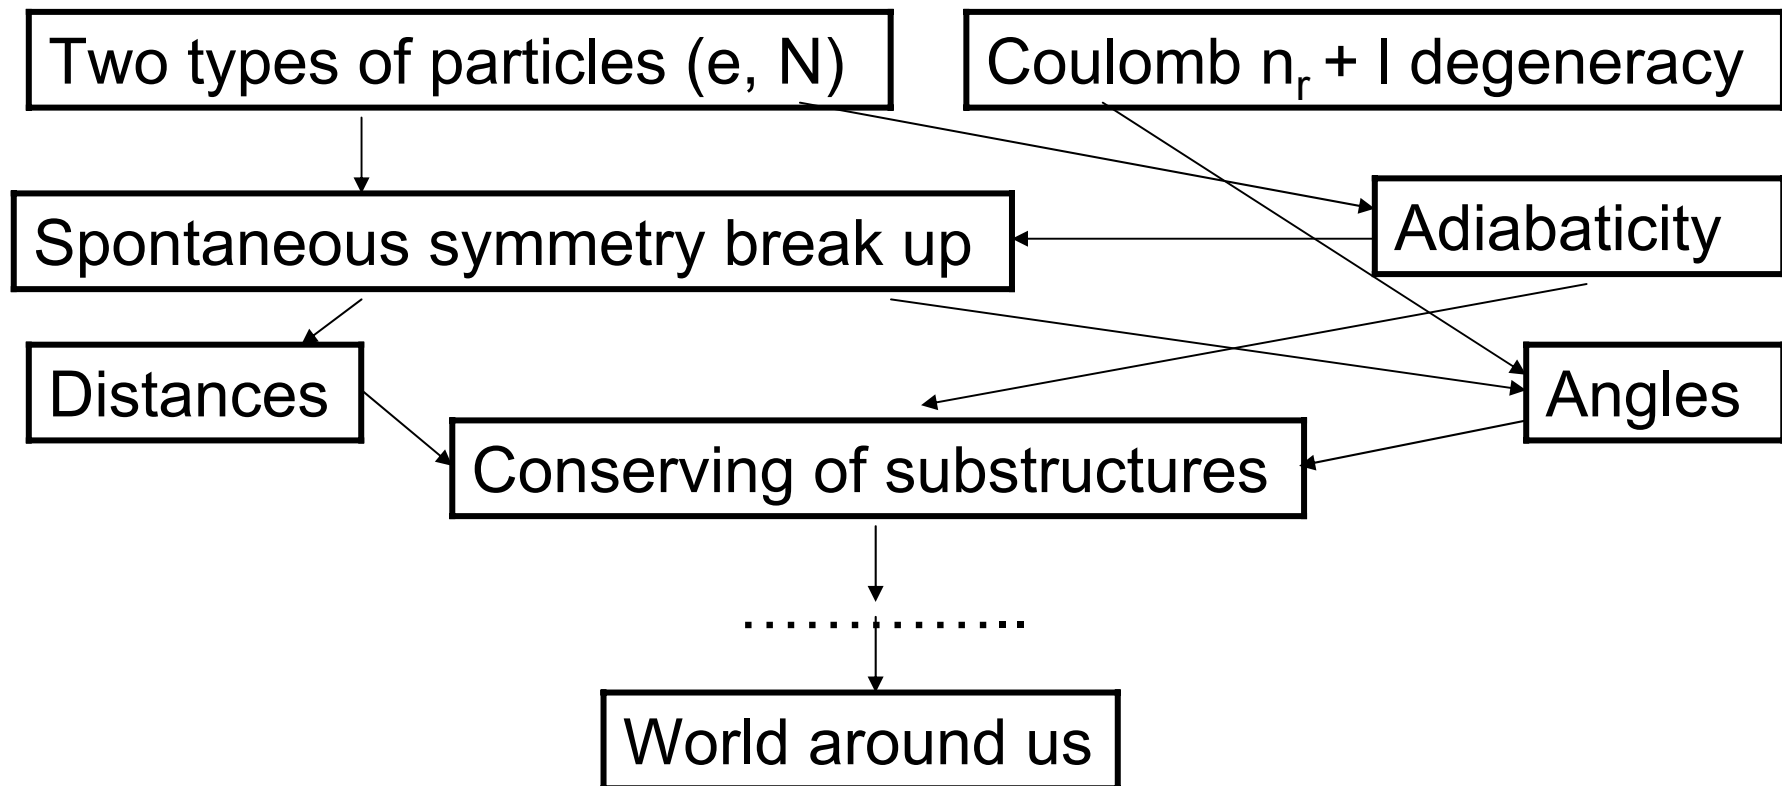 Two types of particles (e, N)
Coulomb nᵣ + l degeneracy
Spontaneous symmetry break up
Adiabaticity
Distances
Angles
Conserving of substructures
…………..
World around us